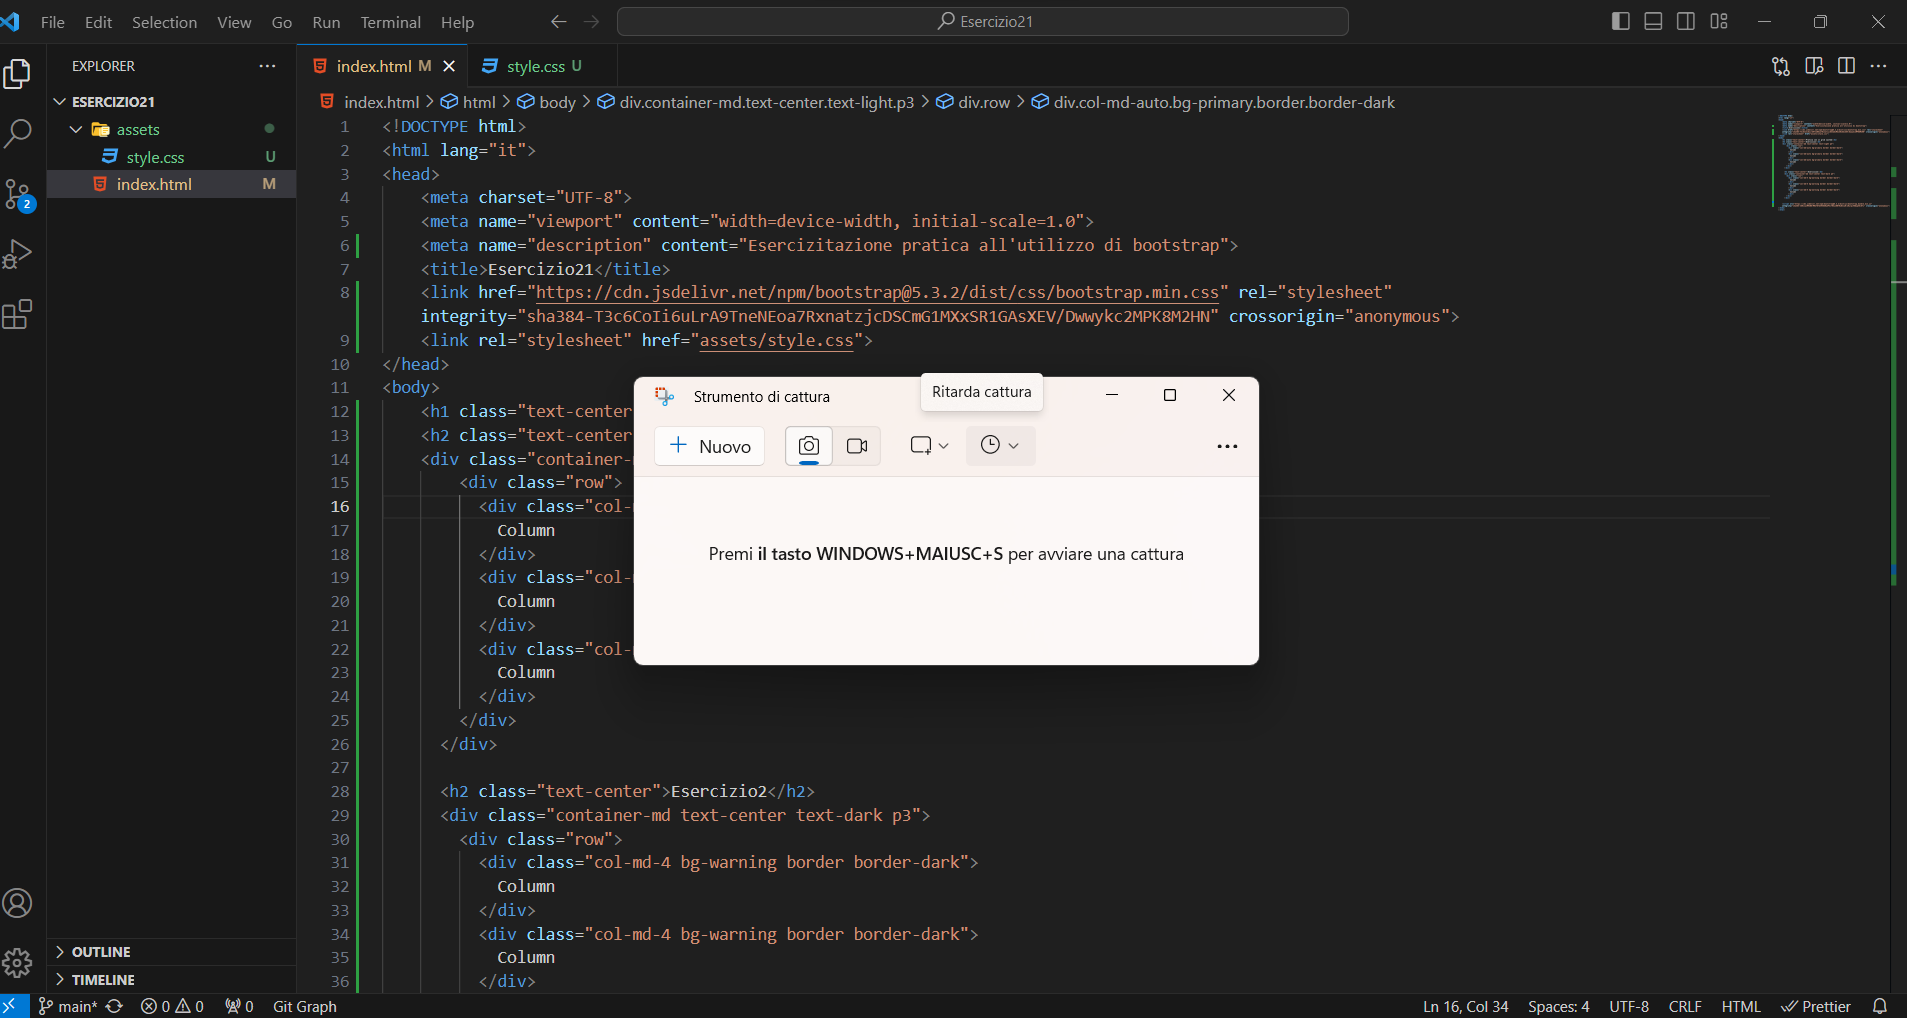 File Edit Selection View Go Run Terminal Help
Esercizio21
EXPLORER
ESERCIZIO21
assets
style.css U
index.html M
OUTLINE
TIMELINE
index.html M
style.css U
index.html > html > body > div.container-md.text-center.text-light.p3 > div.row > div.col-md-auto.bg-primary.border.border-dark
1 <!DOCTYPE html>
2 <html lang="it">
3 <head>
4 <meta charset="UTF-8">
5 <meta name="viewport" content="width=device-width, initial-scale=1.0">
6 <meta name="description" content="Esercizitazione pratica all'utilizzo di bootstrap">
7 <title>Esercizio21</title>
8 <link href="https://cdn.jsdelivr.net/npm/bootstrap@5.3.2/dist/css/bootstrap.min.css" rel="stylesheet"
integrity="sha384-T3c6CoIi6uLrA9TneNEoa7RxnatzjcDSCmG1MXxSR1GAsXEV/Dwwykc2MPK8M2HN" crossorigin="anonymous">
9 <link rel="stylesheet" href="assets/style.css">
10 </head>
11 <body>
12 <h1 class="text-center
13 <h2 class="text-center
14 <div class="container-
15 <div class="row">
16 <div class="col-
17 Column
18 </div>
19 <div class="col-
20 Column
21 </div>
22 <div class="col-
23 Column
24 </div>
25 </div>
26 </div>
27
28 <h2 class="text-center">Esercizio2</h2>
29 <div class="container-md text-center text-dark p3">
30 <div class="row">
31 <div class="col-md-4 bg-warning border border-dark">
32 Column
33 </div>
34 <div class="col-md-4 bg-warning border border-dark">
35 Column
36 </div>
Strumento di cattura
Ritarda cattura
Nuovo
Premi il tasto WINDOWS+MAIUSC+S per avviare una cattura
2
main* 0 0 0 Git Graph
Ln 16, Col 34 Spaces: 4 UTF-8 CRLF HTML Prettier